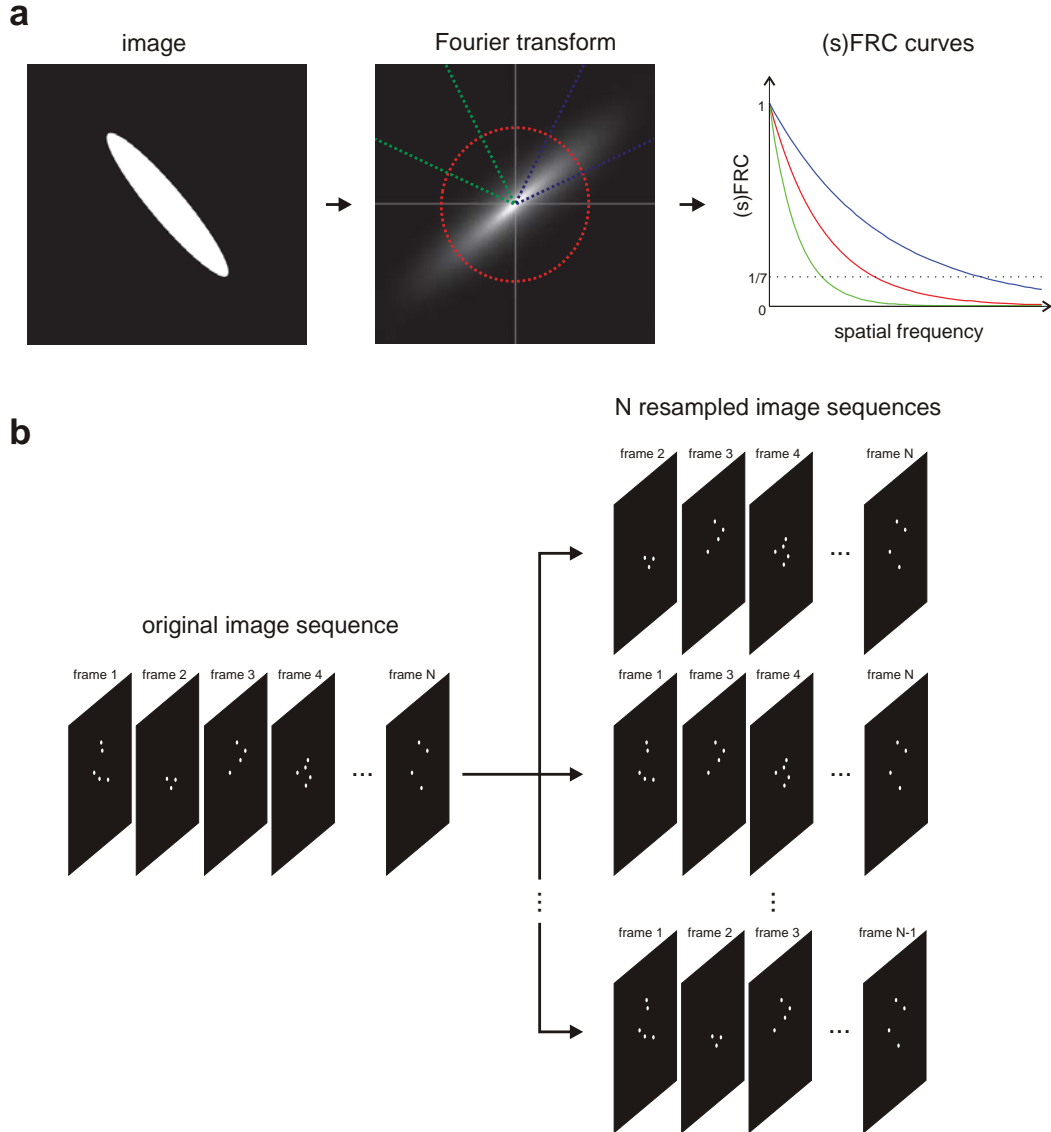 a
image
Fourier transform
(s)FRC curves
1
(s)FRC
1/7
0
spatial frequency
b
N resampled image sequences
frame 2 frame 3 frame 4 frame N
...
original image sequence
frame 1 frame 2 frame 3 frame 4 frame N
...
frame 1 frame 3 frame 4 frame N
...
frame 1 frame 2 frame 3 frame N-1
...